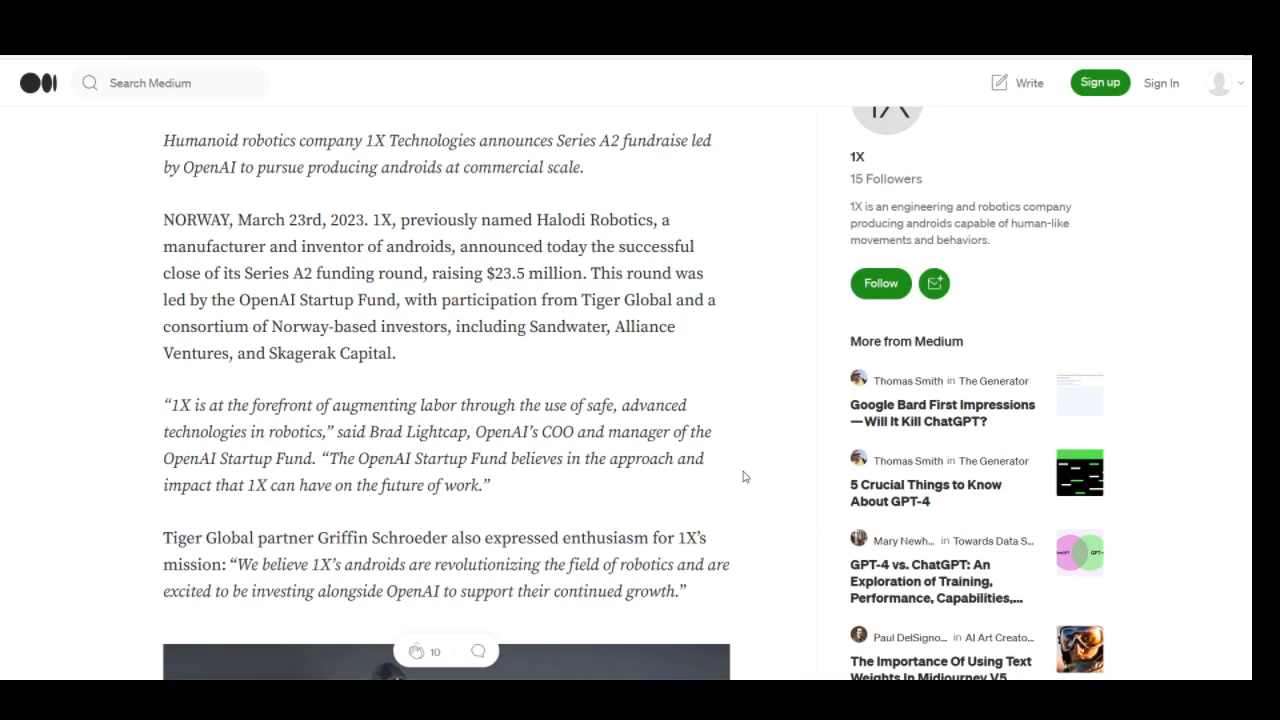 Search Medium
Write
Sign up
Sign In
Humanoid robotics company 1X Technologies announces Series A2 fundraise led
by OpenAI to pursue producing androids at commercial scale.
NORWAY, March 23rd, 2023. 1X, previously named Halodi Robotics, a
manufacturer and inventor of androids, announced today the successful
close of its Series A2 funding round, raising $23.5 million. This round was
led by the OpenAI Startup Fund, with participation from Tiger Global and a
consortium of Norway-based investors, including Sandwater, Alliance
Ventures, and Skagerak Capital.
“1X is at the forefront of augmenting labor through the use of safe, advanced
technologies in robotics,” said Brad Lightcap, OpenAI’s COO and manager of the
OpenAI Startup Fund. “The OpenAI Startup Fund believes in the approach and
impact that 1X can have on the future of work.”
Tiger Global partner Griffin Schroeder also expressed enthusiasm for 1X’s
mission: “We believe 1X’s androids are revolutionizing the field of robotics and are
excited to be investing alongside OpenAI to support their continued growth.”
10
1X
1X
15 Followers
1X is an engineering and robotics company
producing androids capable of human-like
movements and behaviors.
Follow
More from Medium
Thomas Smith in The Generator
Google Bard First Impressions
—Will It Kill ChatGPT?
Thomas Smith in The Generator
5 Crucial Things to Know
About GPT-4
Mary Newh... in Towards Data S...
GPT-4 vs. ChatGPT: An
Exploration of Training,
Performance, Capabilities,...
Paul DelSigno... in AI Art Creato...
The Importance Of Using Text
Weights In Midjourney V5